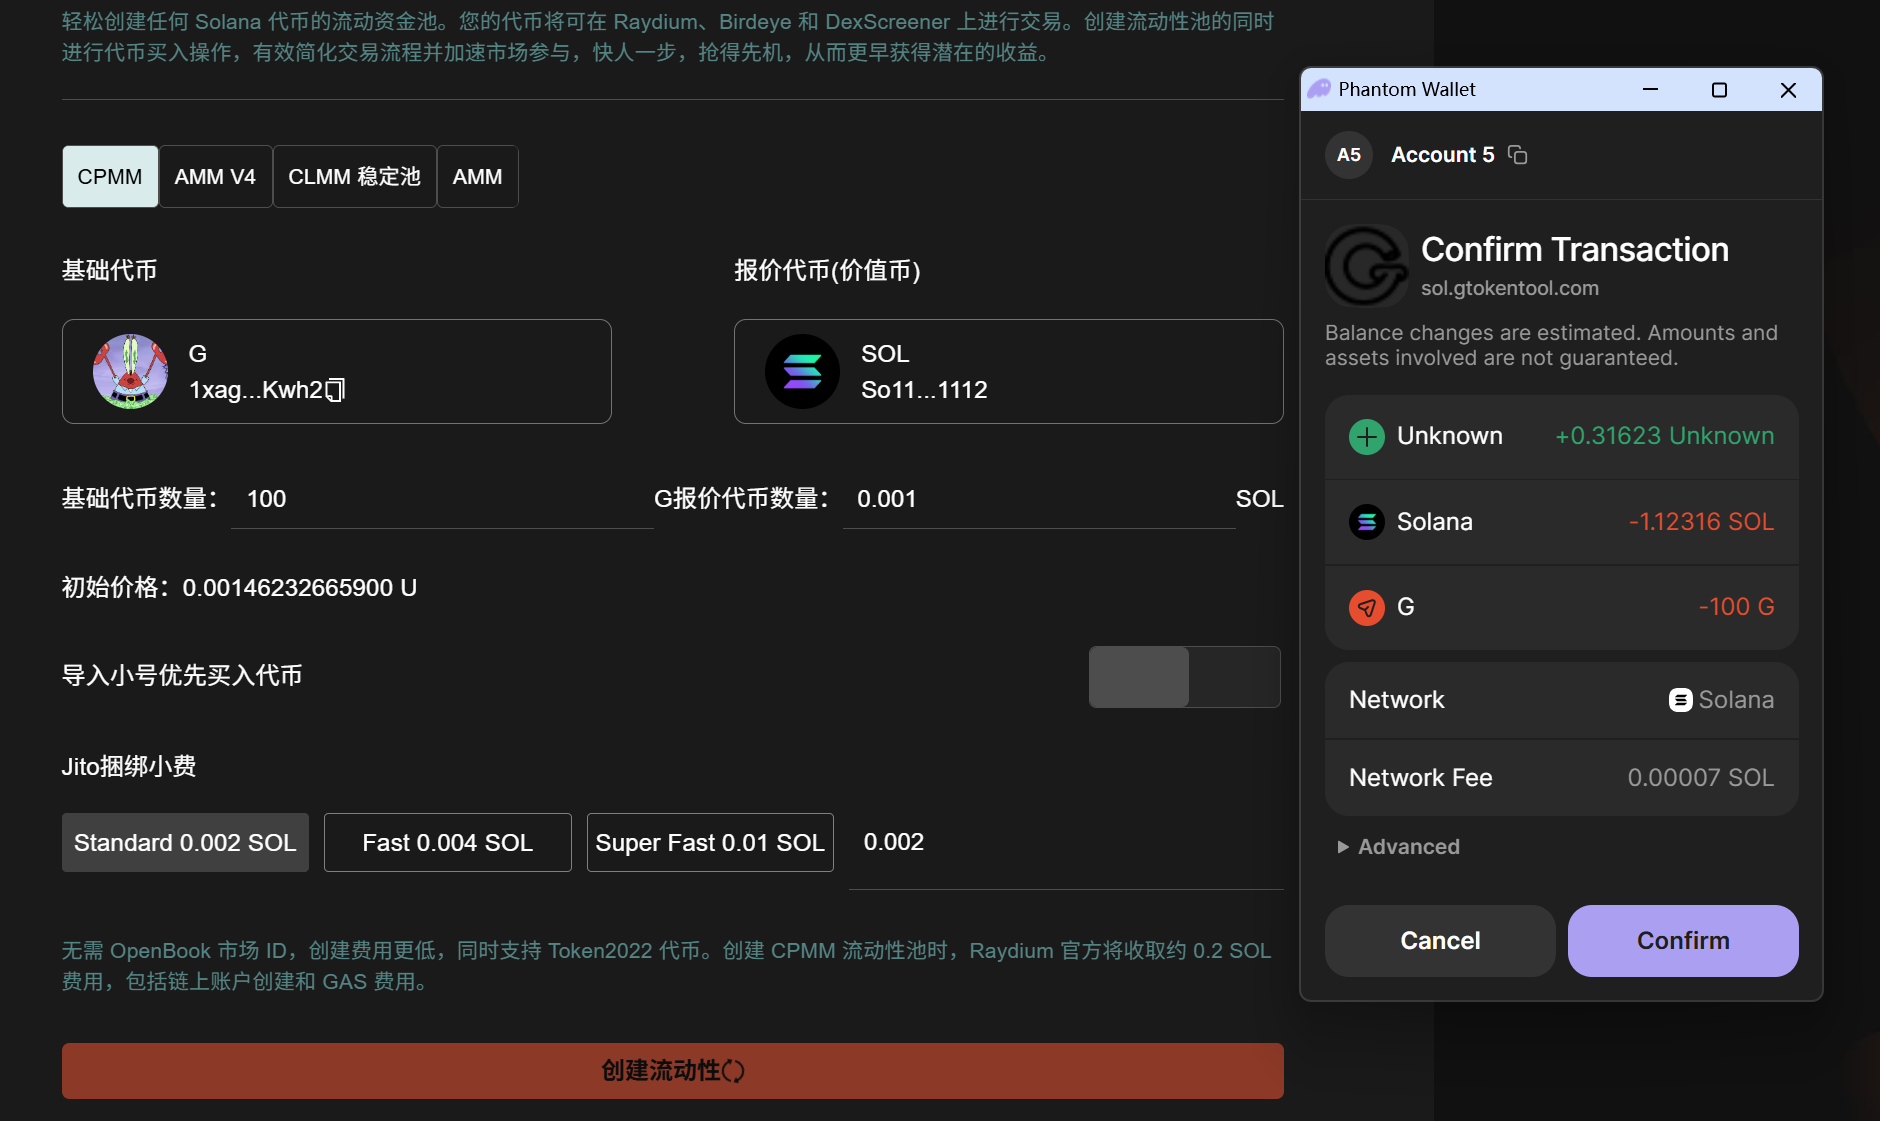 轻松创建任何 Solana 代币的流动资金池。您的代币将可在 Raydium、Birdeye 和 DexScreener 上进行交易。创建流动性池的同时
进行代币买入操作，有效简化交易流程并加速市场参与，快人一步，抢得先机，从而更早获得潜在的收益。
CPMM
AMM V4
CLMM 稳定池
AMM
基础代币
报价代币(价值币)
G
1xag...Kwh2
SOL
So11...1112
基础代币数量：
100
G
报价代币数量：
0.001
SOL
初始价格：0.00146232665900 U
导入小号优先买入代币
Jito捆绑小费
Standard 0.002 SOL
Fast 0.004 SOL
Super Fast 0.01 SOL
0.002
无需 OpenBook 市场 ID，创建费用更低，同时支持 Token2022 代币。创建 CPMM 流动性池时，Raydium 官方将收取约 0.2 SOL
费用，包括链上账户创建和 GAS 费用。
创建流动性
Phantom Wallet
A5
Account 5
Confirm Transaction
sol.gtokentool.com
Balance changes are estimated. Amounts and
assets involved are not guaranteed.
Unknown
+0.31623 Unknown
Solana
-1.12316 SOL
G
-100 G
Network
Solana
Network Fee
0.00007 SOL
Advanced
Cancel
Confirm